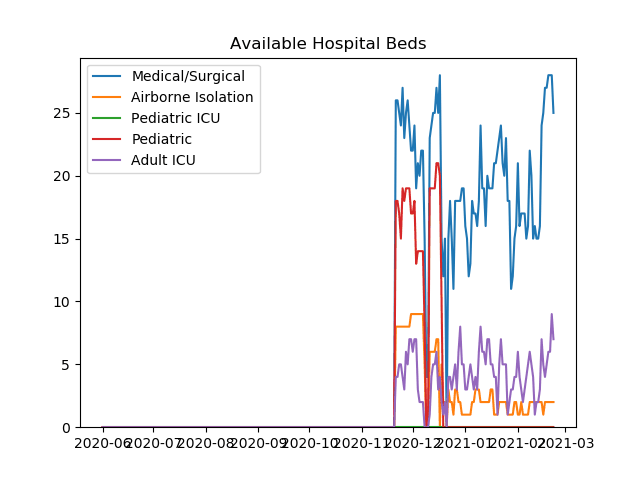 Available Hospital Beds
Medical/Surgical
Airborne Isolation
Pediatric ICU
Pediatric
Adult ICU
25
20
15
10
5
0
2020-06 2020-07 2020-08 2020-09 2020-10 2020-11 2020-12 2021-01 2021-02 2021-03